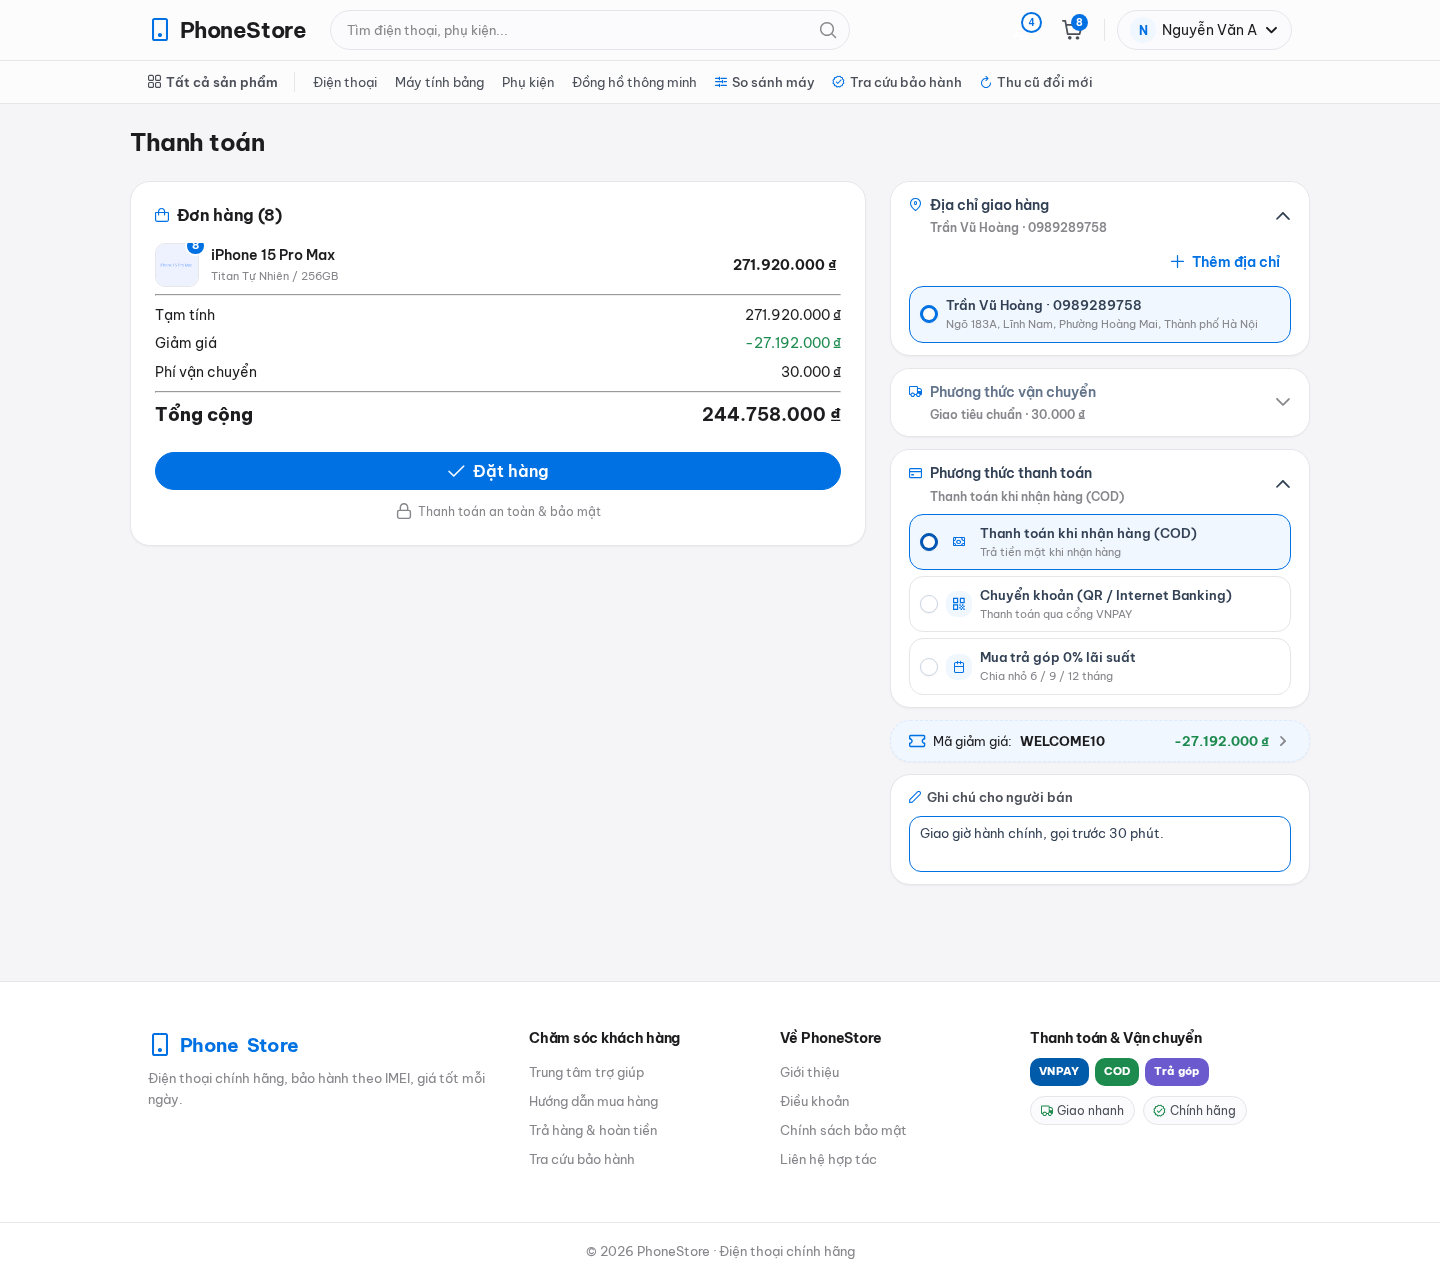 PhoneStore
Tìm điện thoại, phụ kiện...
4
8
N
Nguyễn Văn A
Tất cả sản phẩm
Điện thoại
Máy tính bảng
Phụ kiện
Đồng hồ thông minh
So sánh máy
Tra cứu bảo hành
Thu cũ đổi mới
Thanh toán
Đơn hàng (8)
8
iPhone 15 Pro Max
Titan Tự Nhiên / 256GB
271.920.000 ₫
Tạm tính
271.920.000 ₫
Giảm giá
-27.192.000 ₫
Phí vận chuyển
30.000 ₫
Tổng cộng
244.758.000 ₫
Đặt hàng
Thanh toán an toàn & bảo mật
Địa chỉ giao hàng
Trần Vũ Hoàng · 0989289758
Thêm địa chỉ
Trần Vũ Hoàng · 0989289758
Ngõ 183A, Lĩnh Nam, Phường Hoàng Mai, Thành phố Hà Nội
Phương thức vận chuyển
Giao tiêu chuẩn · 30.000 ₫
Phương thức thanh toán
Thanh toán khi nhận hàng (COD)
Thanh toán khi nhận hàng (COD)
Trả tiền mặt khi nhận hàng
Chuyển khoản (QR / Internet Banking)
Thanh toán qua cổng VNPAY
Mua trả góp 0% lãi suất
Chia nhỏ 6 / 9 / 12 tháng
Mã giảm giá: WELCOME10
-27.192.000 ₫
Ghi chú cho người bán
Giao giờ hành chính, gọi trước 30 phút.
Phone Store
Điện thoại chính hãng, bảo hành theo IMEI, giá tốt mỗi
ngày.
Chăm sóc khách hàng
Trung tâm trợ giúp
Hướng dẫn mua hàng
Trả hàng & hoàn tiền
Tra cứu bảo hành
Về PhoneStore
Giới thiệu
Điều khoản
Chính sách bảo mật
Liên hệ hợp tác
Thanh toán & Vận chuyển
VNPAY
COD
Trả góp
Giao nhanh
Chính hãng
© 2026 PhoneStore · Điện thoại chính hãng